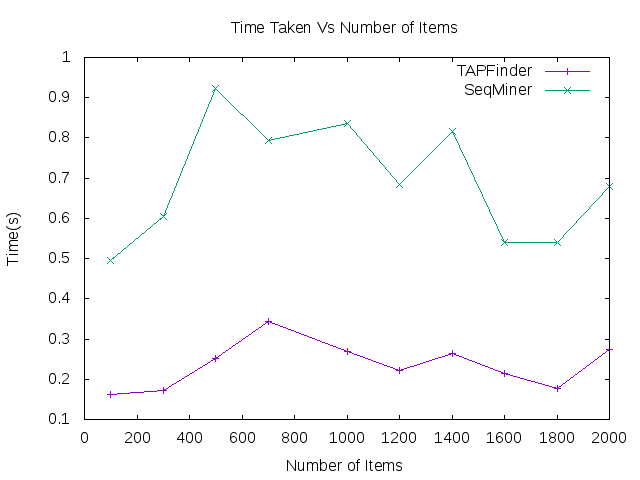 Time Taken Vs Number of Items
1
TAPFinder
SeqMiner
0.9
0.8
0.7
0.6
0.5
0.4
0.3
0.2
0.1
Time(s)
0 200 400 600 800 1000 1200 1400 1600 1800 2000
Number of Items